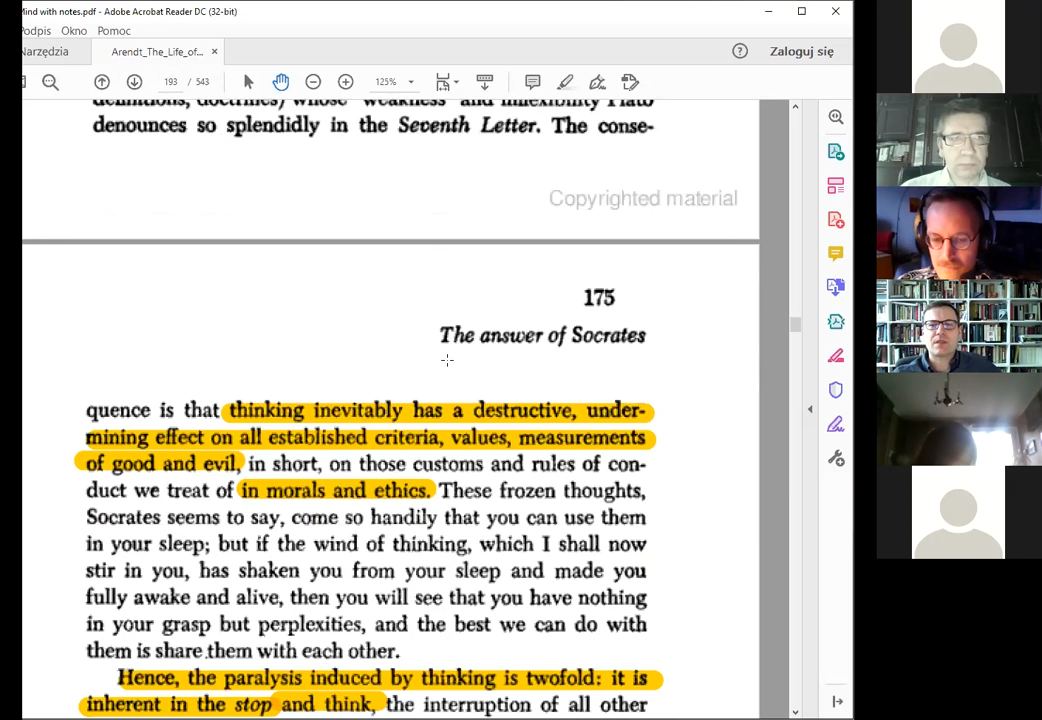 Mind with notes.pdf - Adobe Acrobat Reader DC (32-bit)
Podpis Okno Pomoc
Narzędzia Arendt_The_Life_of... × Zaloguj się
193 / 543 125%
definitions, doctrines) whose "weakness" and inflexibility Plato
denounces so splendidly in the Seventh Letter. The conse-
Copyrighted material
175
The answer of Socrates
quence is that thinking inevitably has a destructive, under-
mining effect on all established criteria, values, measurements
of good and evil, in short, on those customs and rules of con-
duct we treat of in morals and ethics. These frozen thoughts,
Socrates seems to say, come so handily that you can use them
in your sleep; but if the wind of thinking, which I shall now
stir in you, has shaken you from your sleep and made you
fully awake and alive, then you will see that you have nothing
in your grasp but perplexities, and the best we can do with
them is share them with each other.
Hence, the paralysis induced by thinking is twofold: it is
inherent in the stop and think, the interruption of all other